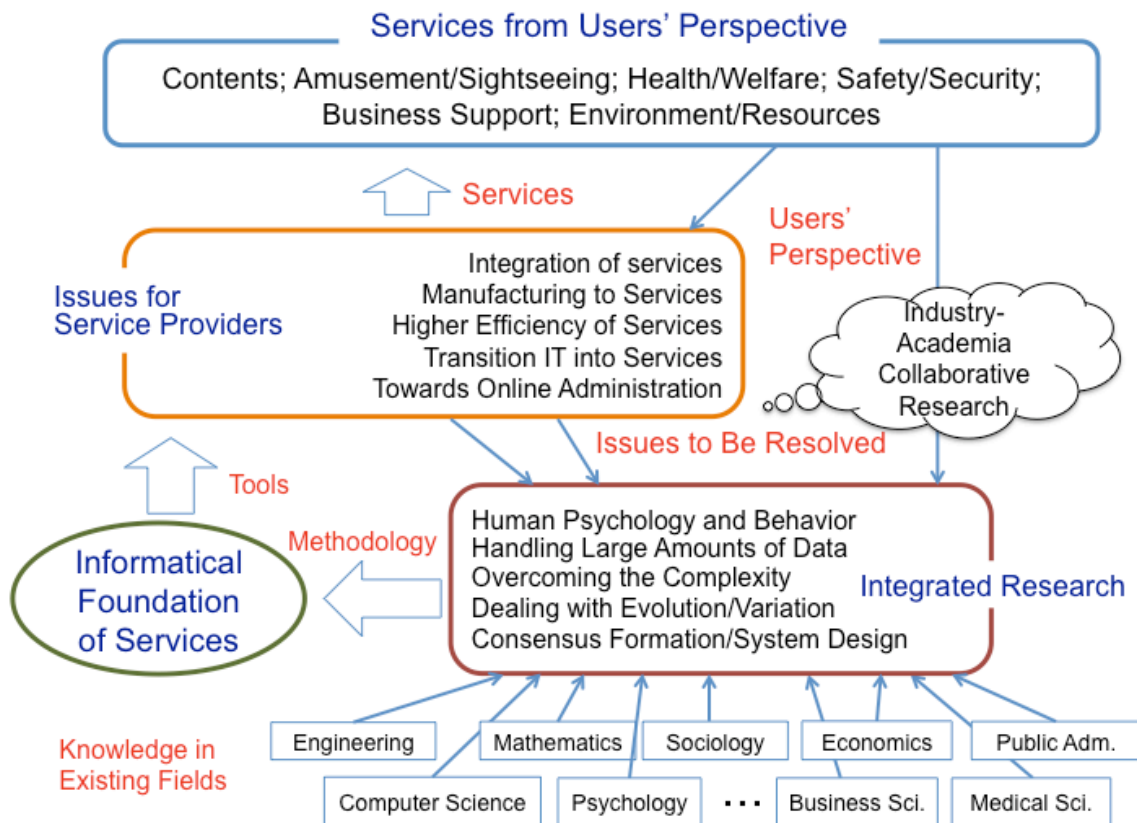 Services from Users' Perspective
Contents; Amusement/Sightseeing; Health/Welfare; Safety/Security;
Business Support; Environment/Resources
Services
Users'
Perspective
Issues for
Service Providers
Integration of services
Manufacturing to Services
Higher Efficiency of Services
Transition IT into Services
Towards Online Administration
Industry-
Academia
Collaborative
Research
Issues to Be Resolved
Tools
Methodology
Informatical
Foundation
of Services
Human Psychology and Behavior
Handling Large Amounts of Data
Overcoming the Complexity
Dealing with Evolution/Variation
Consensus Formation/System Design
Integrated Research
Knowledge in
Existing Fields
Engineering
Mathematics
Sociology
Economics
Public Adm.
Computer Science
Psychology
...
Business Sci.
Medical Sci.